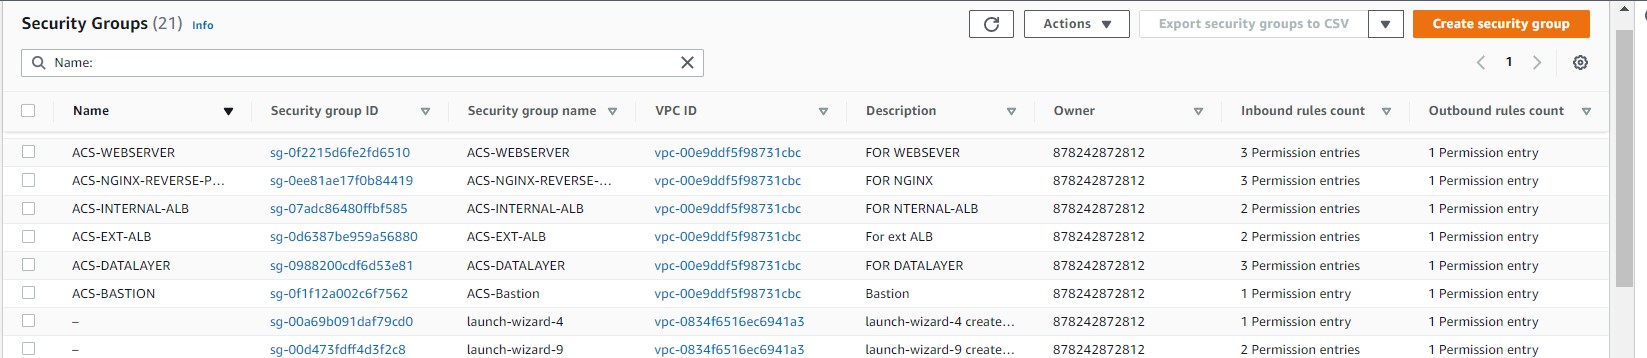 Security Groups (21) Info
Actions
Export security groups to CSV
Create security group
Name:
1
Name Security group ID Security group name VPC ID Description Owner Inbound rules count Outbound rules count
ACS-WEBSERVER sg-0f2215d6fe2fd6510 ACS-WEBSERVER vpc-00e9ddf5f98731cbc FOR WEBSEVER 878242872812 3 Permission entries 1 Permission entry
ACS-NGINX-REVERSE-P... sg-0ee81ae17f0b84419 ACS-NGINX-REVERSE-... vpc-00e9ddf5f98731cbc FOR NGINX 878242872812 3 Permission entries 1 Permission entry
ACS-INTERNAL-ALB sg-07adc86480ffbf585 ACS-INTERNAL-ALB vpc-00e9ddf5f98731cbc FOR NTERNAL-ALB 878242872812 2 Permission entries 1 Permission entry
ACS-EXT-ALB sg-0d6387be959a56880 ACS-EXT-ALB vpc-00e9ddf5f98731cbc For ext ALB 878242872812 2 Permission entries 1 Permission entry
ACS-DATALAYER sg-0988200cdf6d53e81 ACS-DATALAYER vpc-00e9ddf5f98731cbc FOR DATALAYER 878242872812 3 Permission entries 1 Permission entry
ACS-BASTION sg-0f1f12a002c6f7562 ACS-Bastion vpc-00e9ddf5f98731cbc Bastion 878242872812 1 Permission entry 1 Permission entry
– sg-00a69b091daf79cd0 launch-wizard-4 vpc-0834f6516ec6941a3 launch-wizard-4 create... 878242872812 1 Permission entry 1 Permission entry
– sg-00d473fdff4d3f2c8 launch-wizard-9 vpc-0834f6516ec6941a3 launch-wizard-9 create... 878242872812 2 Permission entries 1 Permission entry